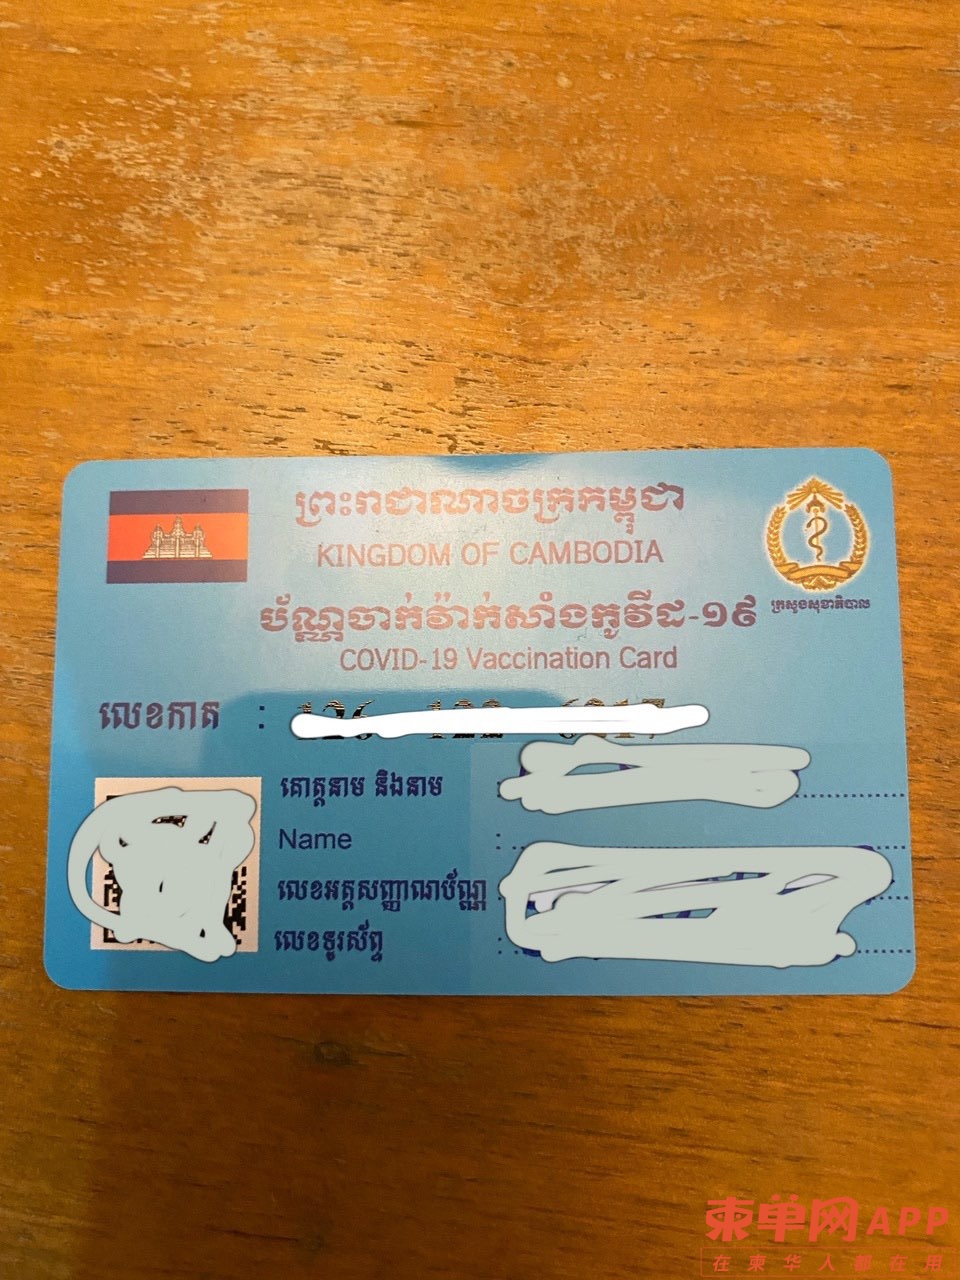 ព្រះរាជាណាចក្រកម្ពុជា
KINGDOM OF CAMBODIA
ក្រសួងសុខាភិបាល
ប័ណ្ណចាក់វ៉ាក់សាំងកូវីដ-១៩
COVID-19 Vaccination Card
លេខកាត :
គោត្តនាម និងនាម
Name :
លេខអត្តសញ្ញាណប័ណ្ណ
លេខទូរស័ព្ទ :
柬单网APP
在柬华人都在用